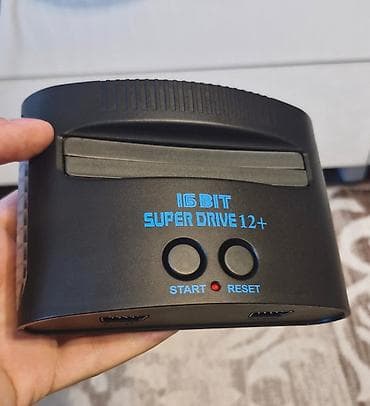 16 BIT
SUPER DRIVE 12+
START RESET